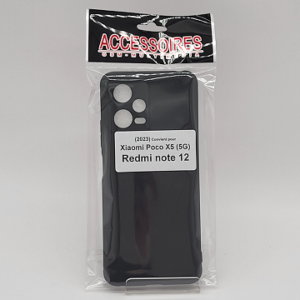 ACCESSOIRES
(2023) Convient pour
Xiaomi Poco X5 (5G)
Redmi note 12